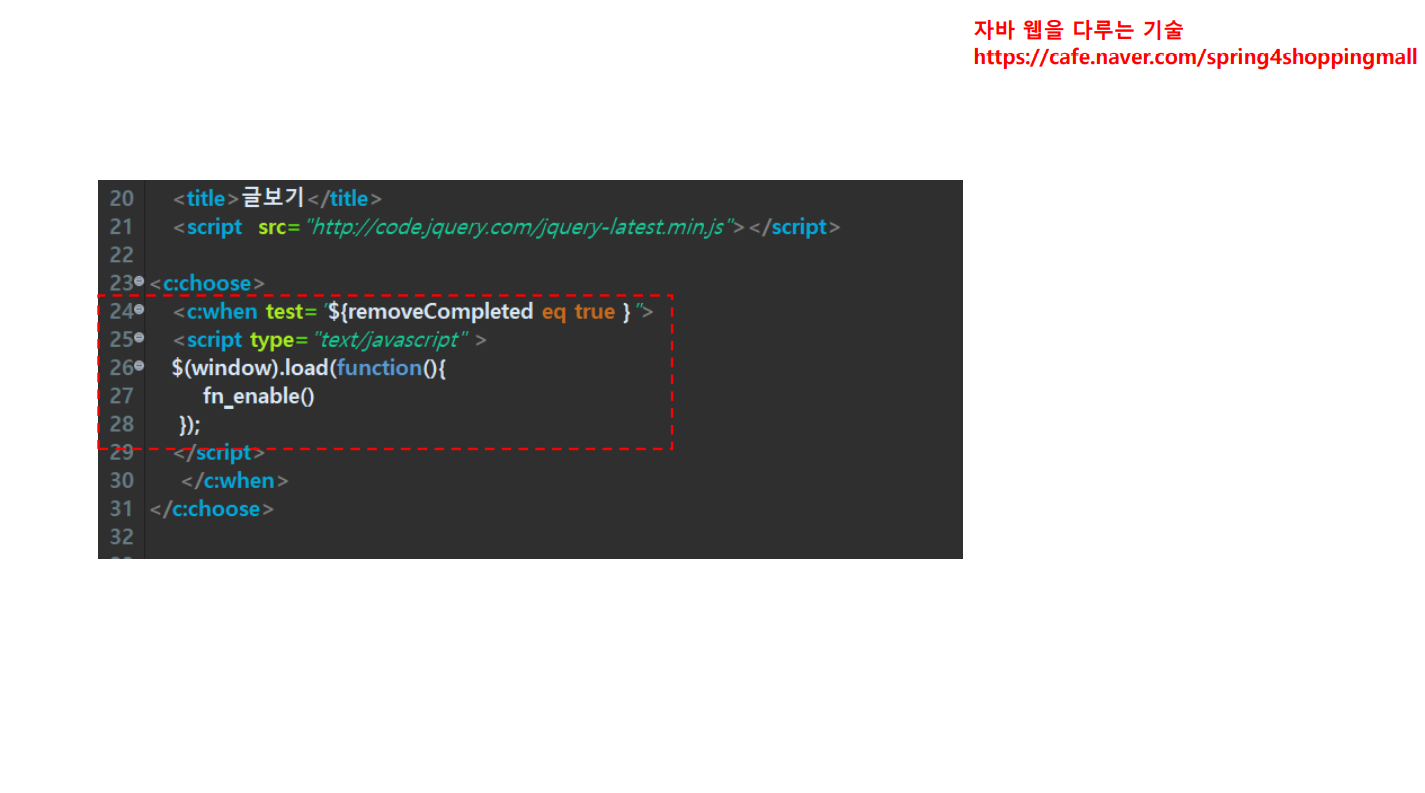 자바 웹을 다루는 기술
https://cafe.naver.com/spring4shoppingmall
20 <title>글보기</title>
21 <script src="http://code.jquery.com/jquery-latest.min.js"></script>
22
23 <c:choose>
24 <c:when test="${removeCompleted eq true }">
25 <script type="text/javascript" >
26 $(window).load(function(){
27 fn_enable()
28 });
29 </script>
30 </c:when>
31 </c:choose>
32